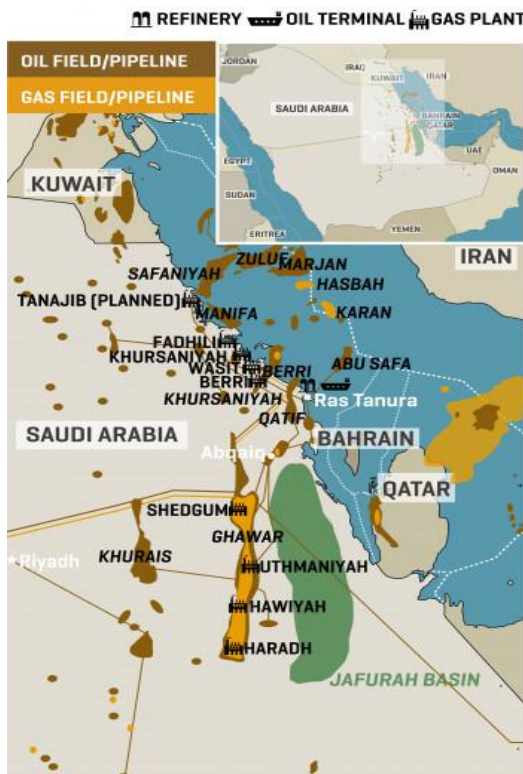 REFINERY OIL TERMINAL GAS PLANT
OIL FIELD/PIPELINE
GAS FIELD/PIPELINE
JORDAN
IRAQ
KUWAIT
IRAN
SAUDI ARABIA
BAHRAIN
QATAR
EGYPT
UAE
OMAN
SUDAN
ERITREA
YEMEN
KUWAIT
IRAN
ZULUF
MARJAN
SAFANIYAH
HASBAH
TANAJIB (PLANNED)
MANIFA
KARAN
FADHILI
KHURSANIYAH
WASIT
BERRI
ABU SAFA
BERRI
KHURSANIYAH
Ras Tanura
QATIF
SAUDI ARABIA
BAHRAIN
Abqaiq
QATAR
SHEDGUM
GHAWAR
KHURAIS
Riyadh
UTHMANIYAH
HAWIYAH
HARADH
JAFURAH BASIN